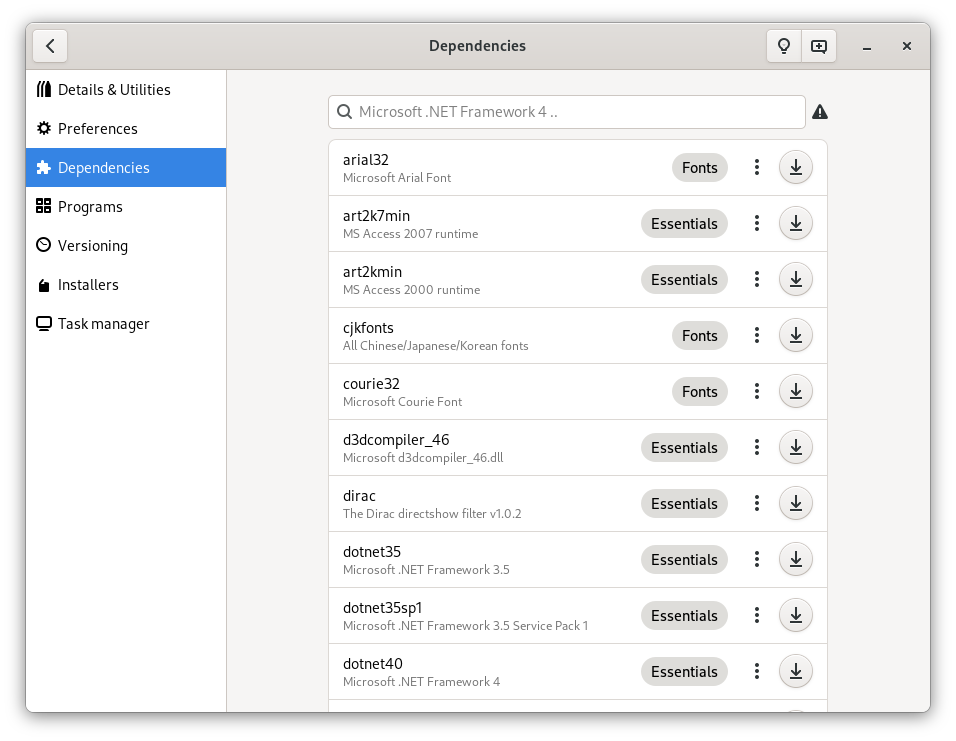 Dependencies
Details & Utilities
Preferences
Dependencies
Programs
Versioning
Installers
Task manager
Microsoft .NET Framework 4 ..
arial32
Microsoft Arial Font
Fonts
art2k7min
MS Access 2007 runtime
Essentials
art2kmin
MS Access 2000 runtime
Essentials
cjkfonts
All Chinese/Japanese/Korean fonts
Fonts
courie32
Microsoft Courie Font
Fonts
d3dcompiler_46
Microsoft d3dcompiler_46.dll
Essentials
dirac
The Dirac directshow filter v1.0.2
Essentials
dotnet35
Microsoft .NET Framework 3.5
Essentials
dotnet35sp1
Microsoft .NET Framework 3.5 Service Pack 1
Essentials
dotnet40
Microsoft .NET Framework 4
Essentials